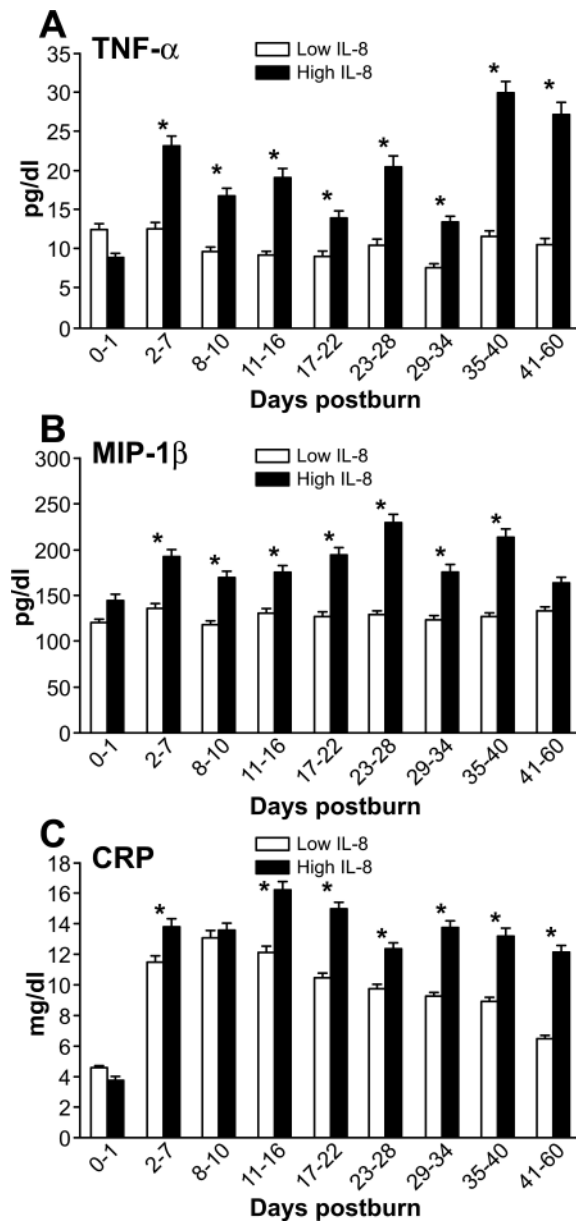 A TNF-α
Low IL-8
High IL-8
35
30
25
20
15
10
5
0
pg/dl
* * * * * * * *
0-1 2-7 8-10 11-16 17-22 23-28 29-34 35-40 41-60
Days postburn
B MIP-1β
Low IL-8
High IL-8
300
250
200
150
100
50
0
pg/dl
* * * * * * *
0-1 2-7 8-10 11-16 17-22 23-28 29-34 35-40 41-60
Days postburn
C CRP
Low IL-8
High IL-8
18
16
14
12
10
8
6
4
2
0
mg/dl
* * * * * * *
0-1 2-7 8-10 11-16 17-22 23-28 29-34 35-40 41-60
Days postburn